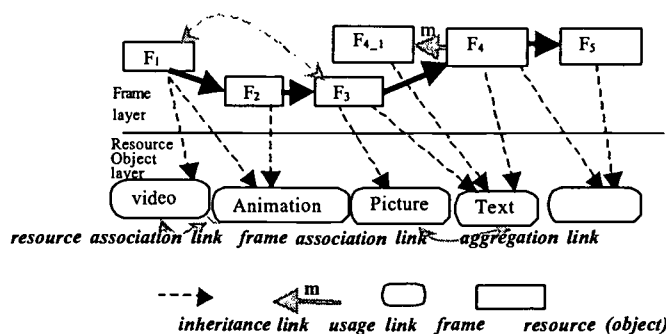 F4_1
m
F4
F5
F1
F2
F3
Frame
layer
Resource
Object
layer
video
Animation
Picture
Text
resource association link frame association link aggregation link
m
inheritance link usage link frame resource (object)